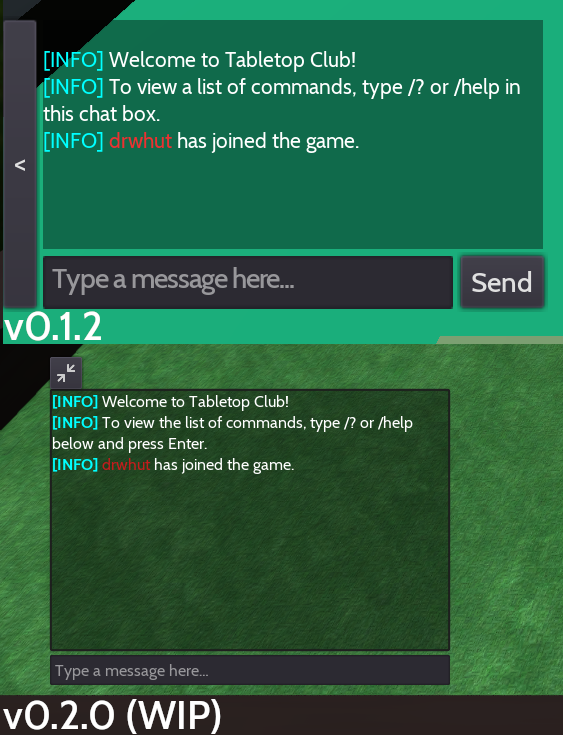 [INFO] Welcome to Tabletop Club!
[INFO] To view a list of commands, type /? or /help in
this chat box.
[INFO] drwhut has joined the game.
<
Type a message here...
Send
v0.1.2
[INFO] Welcome to Tabletop Club!
[INFO] To view the list of commands, type /? or /help
below and press Enter.
[INFO] drwhut has joined the game.
Type a message here...
v0.2.0 (WIP)